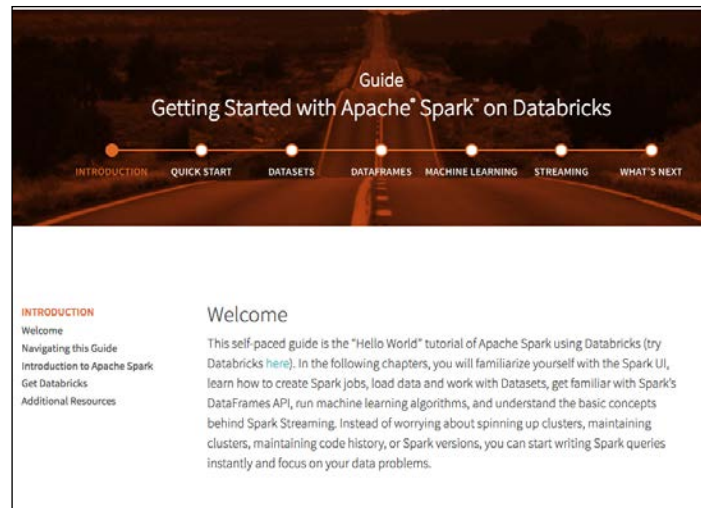 Guide
Getting Started with Apache® Spark™ on Databricks
INTRODUCTION QUICK START DATASETS DATAFRAMES MACHINE LEARNING STREAMING WHAT'S NEXT
INTRODUCTION
Welcome
Navigating this Guide
Introduction to Apache Spark
Get Databricks
Additional Resources
Welcome
This self-paced guide is the “Hello World” tutorial of Apache Spark using Databricks (try
Databricks here). In the following chapters, you will familiarize yourself with the Spark UI,
learn how to create Spark jobs, load data and work with Datasets, get familiar with Spark's
DataFrames API, run machine learning algorithms, and understand the basic concepts
behind Spark Streaming. Instead of worrying about spinning up clusters, maintaining
clusters, maintaining code history, or Spark versions, you can start writing Spark queries
instantly and focus on your data problems.